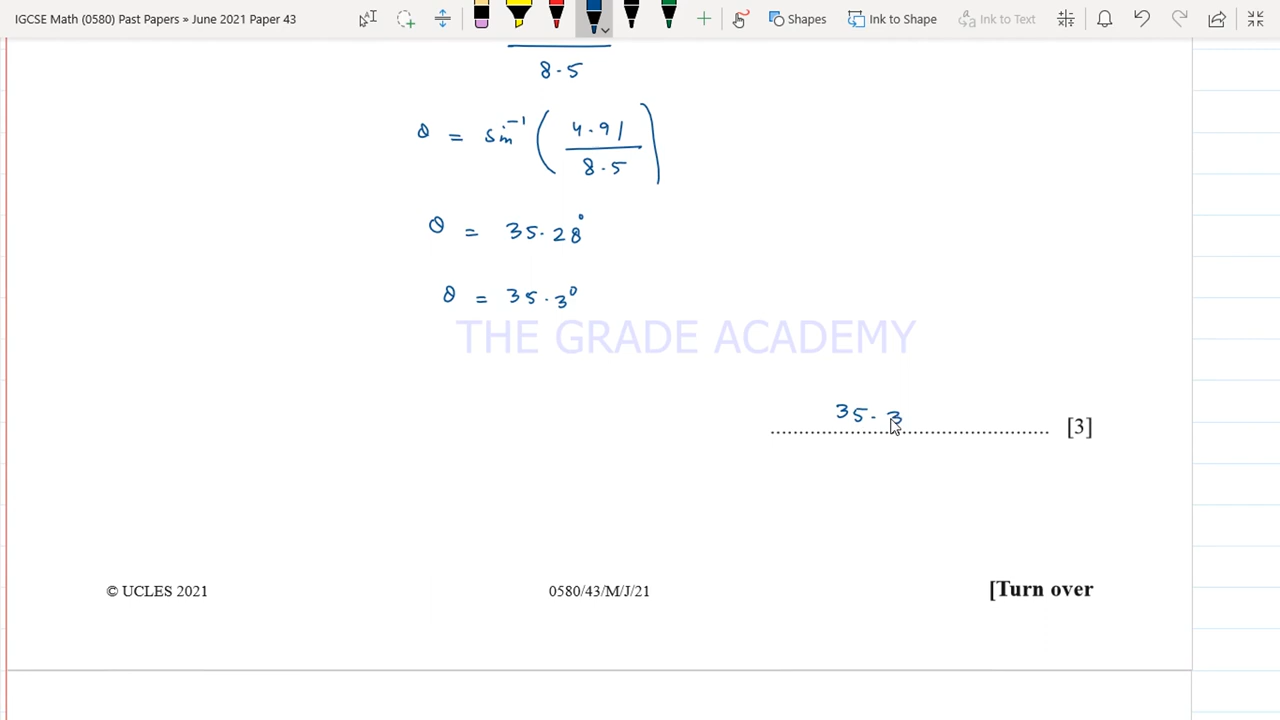 IGCSE Math (0580) Past Papers » June 2021 Paper 43
Shapes
Ink to Shape
Ink to Text
8.5
θ = sin⁻¹ ( 4.91 / 8.5 )
θ = 35.28°
θ = 35.3°
THE GRADE ACADEMY
35.3
.................................................. [3]
© UCLES 2021
0580/43/M/J/21
[Turn over